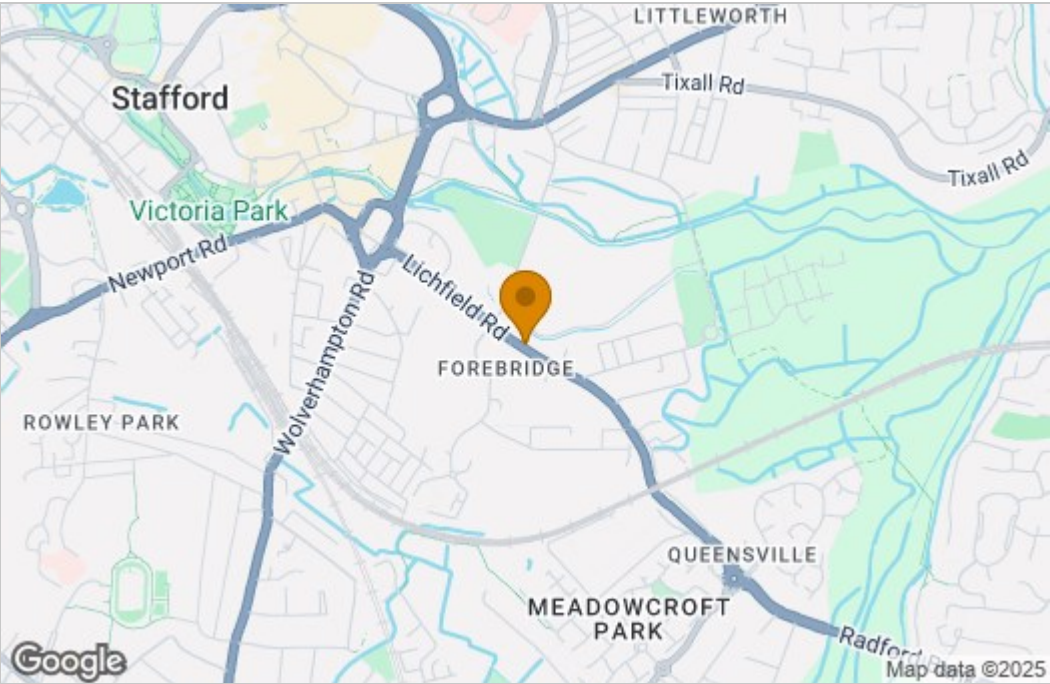 LITTLEWORTH
Tixall Rd
Stafford
Tixall Rd
Victoria Park
Newport Rd
Lichfield Rd
Wolverhampton Rd
FOREBRIDGE
ROWLEY PARK
QUEENSVILLE
MEADOWCROFT
PARK
Radford
Google
Map data ©2025